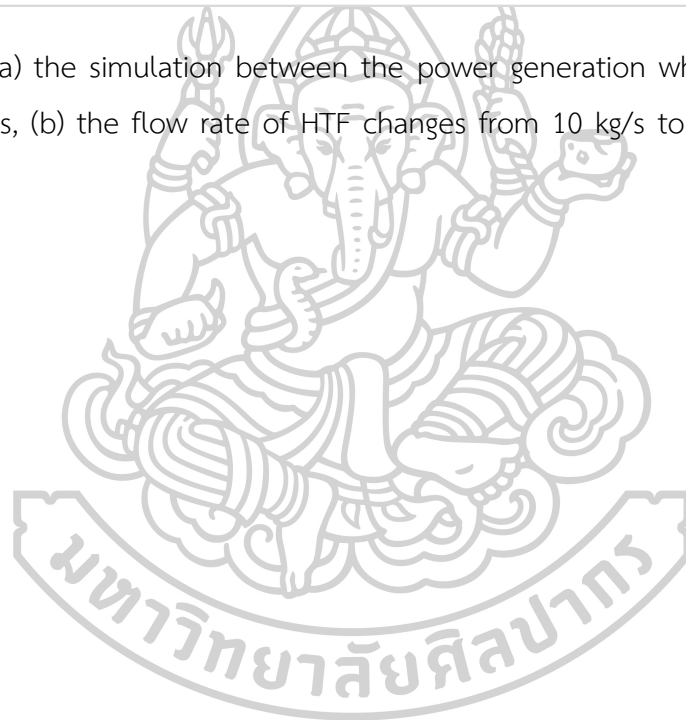 a) the simulation between the power generation
s, (b) the flow rate of HTF changes from 10 kg/s to
มหาวิทยาลัยศิลปากร